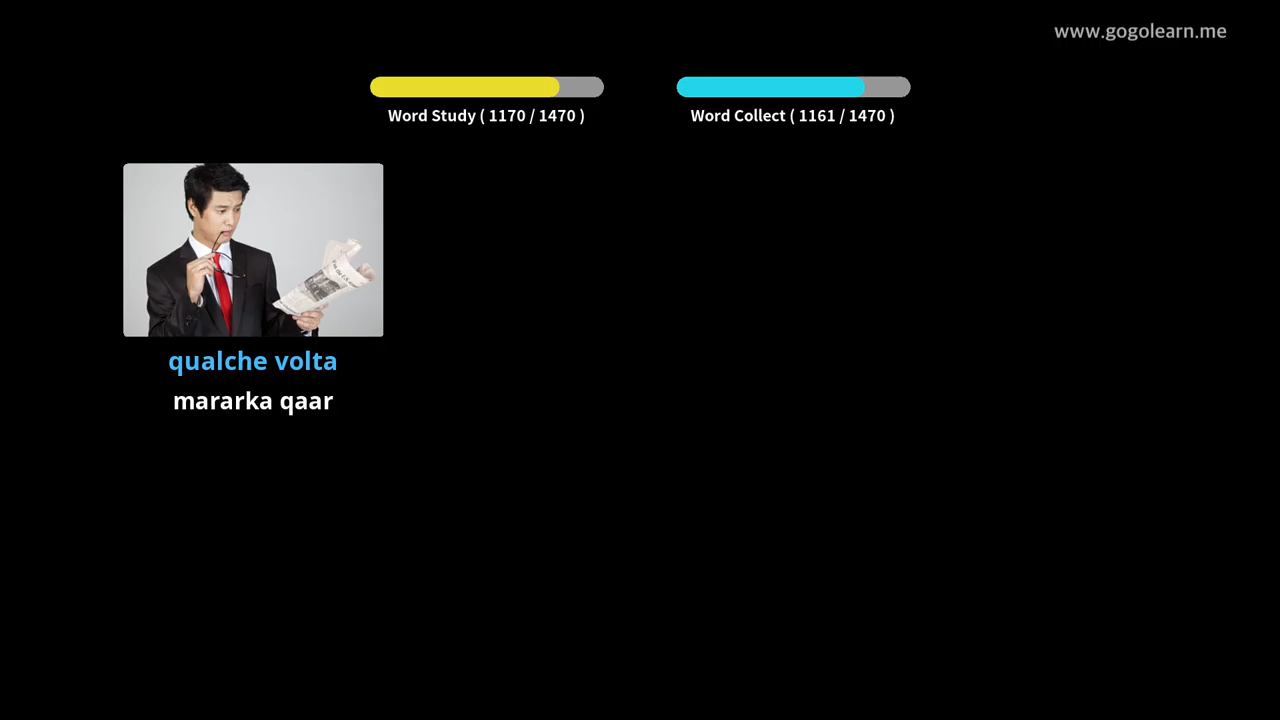 www.gogolearn.me
Word Study ( 1170 / 1470 )
Word Collect ( 1161 / 1470 )
qualche volta
mararka qaar